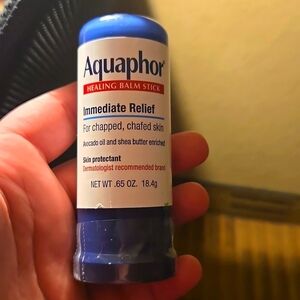 Aquaphor®
HEALING BALM STICK
Immediate Relief
For chapped, chafed skin
Avocado oil and shea butter enriched
Skin protectant
Dermatologist recommended brand
NET WT .65 OZ. 18.4g